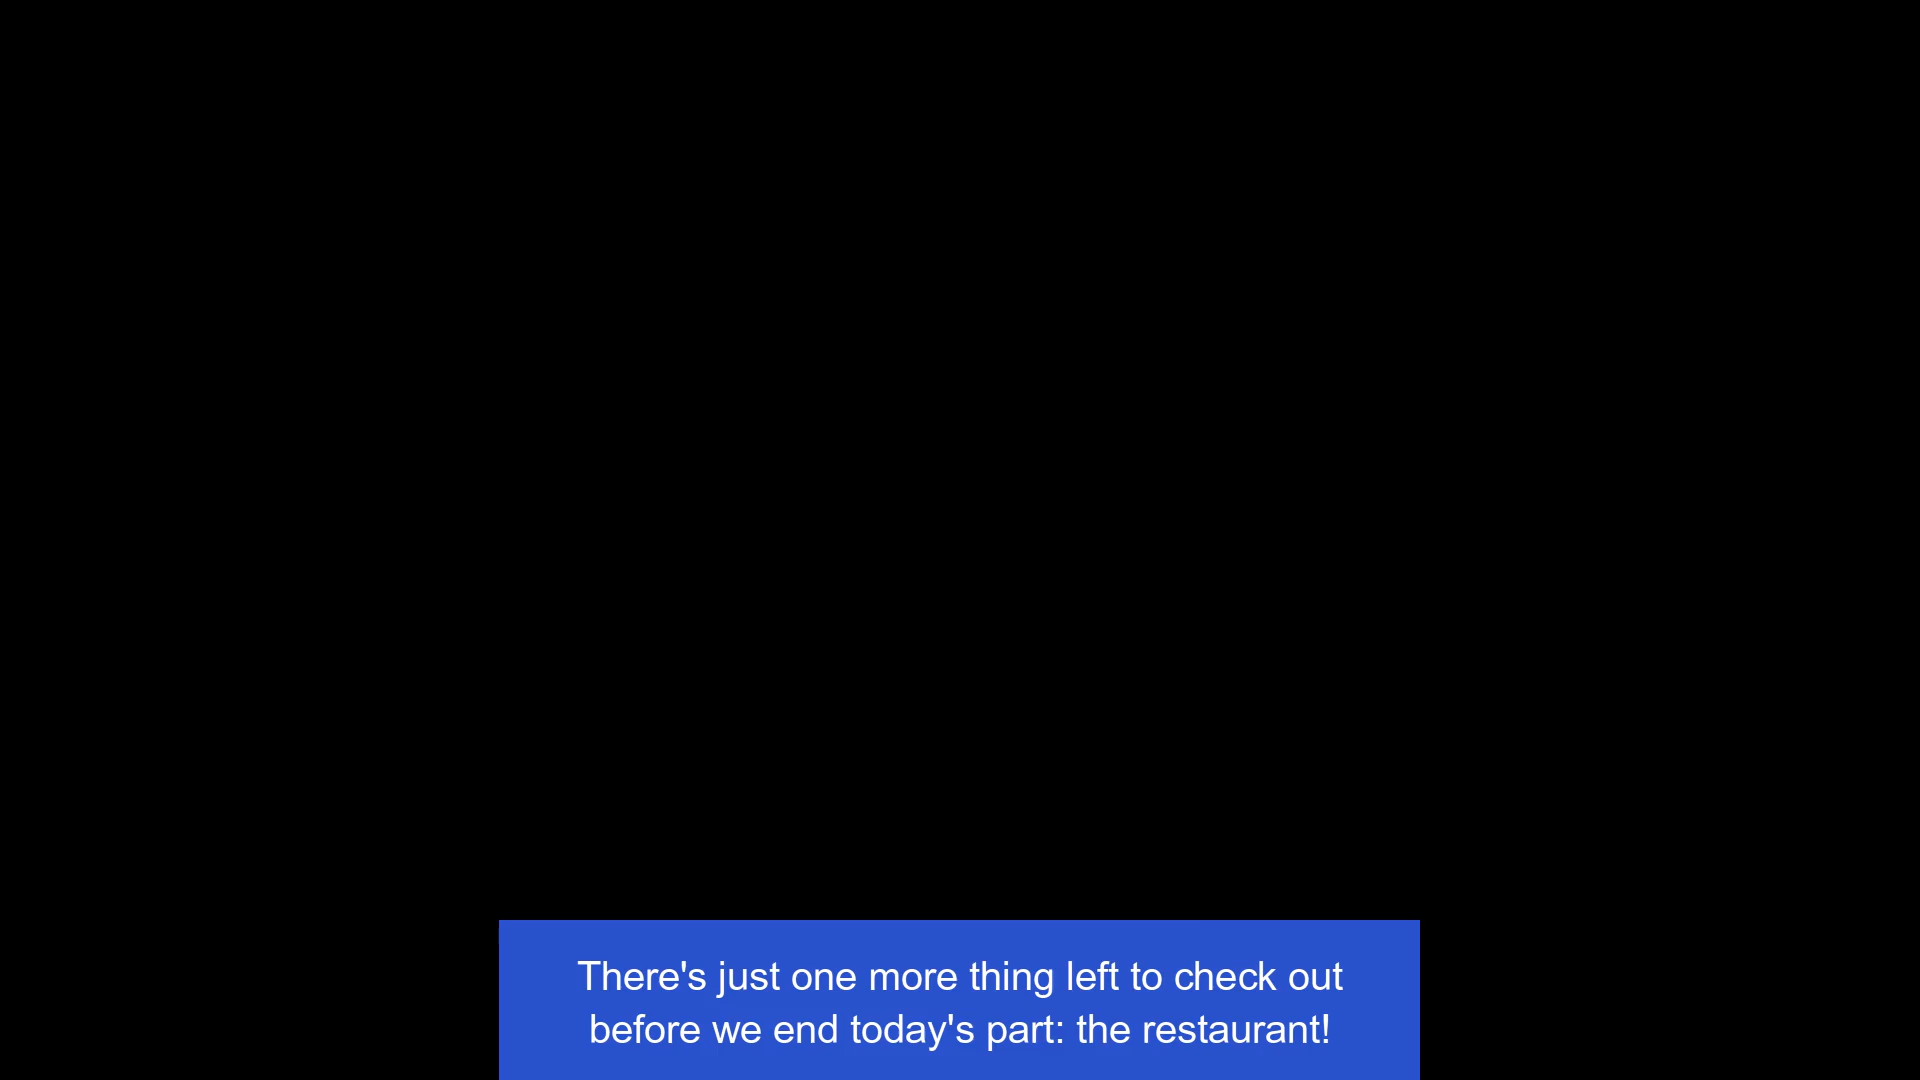 There's just one more thing left to check out
before we end today's part: the restaurant!